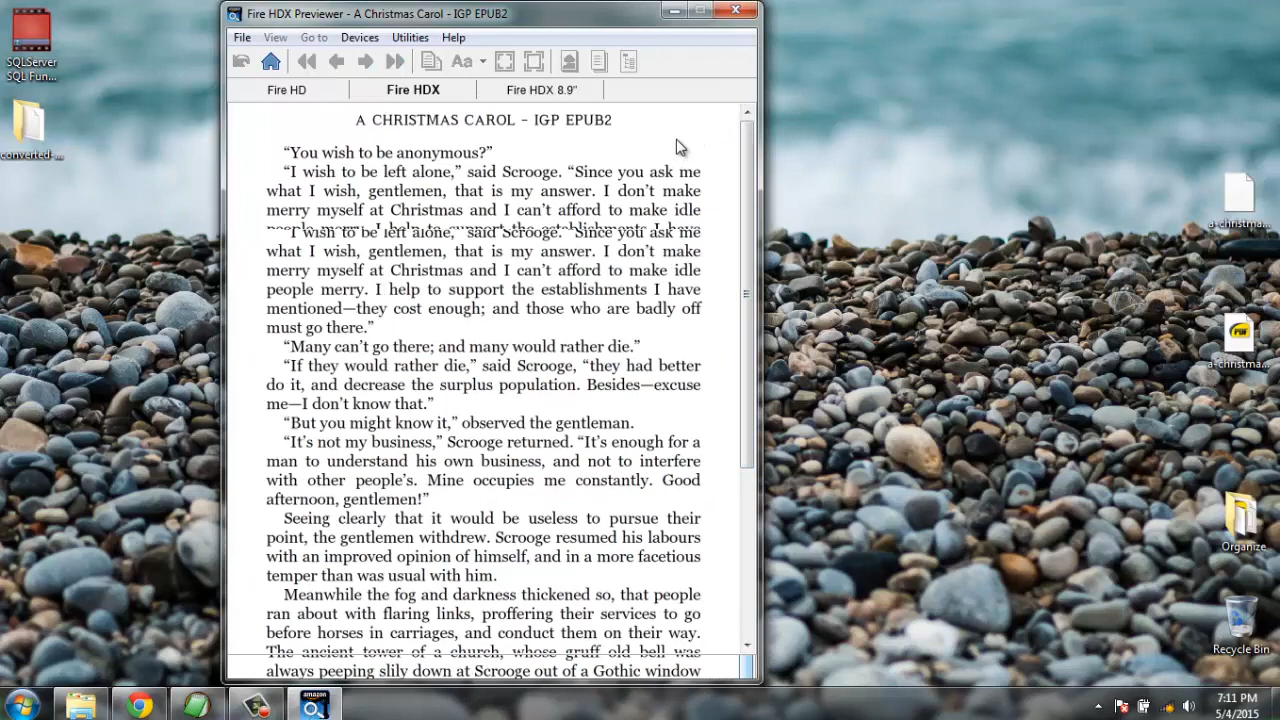 Fire HDX Previewer - A Christmas Carol - IGP EPUB2
File View Go to Devices Utilities Help
Aa
Fire HD Fire HDX Fire HDX 8.9"
A CHRISTMAS CAROL - IGP EPUB2
“You wish to be anonymous?”
“I wish to be left alone,” said Scrooge. “Since you ask me
what I wish, gentlemen, that is my answer. I don’t make
merry myself at Christmas and I can’t afford to make idle
I wish to be left alone,” said Scrooge. “Since you ask me
what I wish, gentlemen, that is my answer. I don’t make
merry myself at Christmas and I can’t afford to make idle
people merry. I help to support the establishments I have
mentioned—they cost enough; and those who are badly off
must go there.”
“Many can’t go there; and many would rather die.”
“If they would rather die,” said Scrooge, “they had better
do it, and decrease the surplus population. Besides—excuse
me—I don’t know that.”
“But you might know it,” observed the gentleman.
“It’s not my business,” Scrooge returned. “It’s enough for a
man to understand his own business, and not to interfere
with other people’s. Mine occupies me constantly. Good
afternoon, gentlemen!”
Seeing clearly that it would be useless to pursue their
point, the gentlemen withdrew. Scrooge resumed his labours
with an improved opinion of himself, and in a more facetious
temper than was usual with him.
Meanwhile the fog and darkness thickened so, that people
ran about with flaring links, proffering their services to go
before horses in carriages, and conduct them on their way.
The ancient tower of a church, whose gruff old bell was
always peeping slily down at Scrooge out of a Gothic window
SQLServer
SQL Fun...
converted-...
a-christma...
PDF
a-christma...
Organize
Recycle Bin
amazon
7:11 PM
5/4/2015